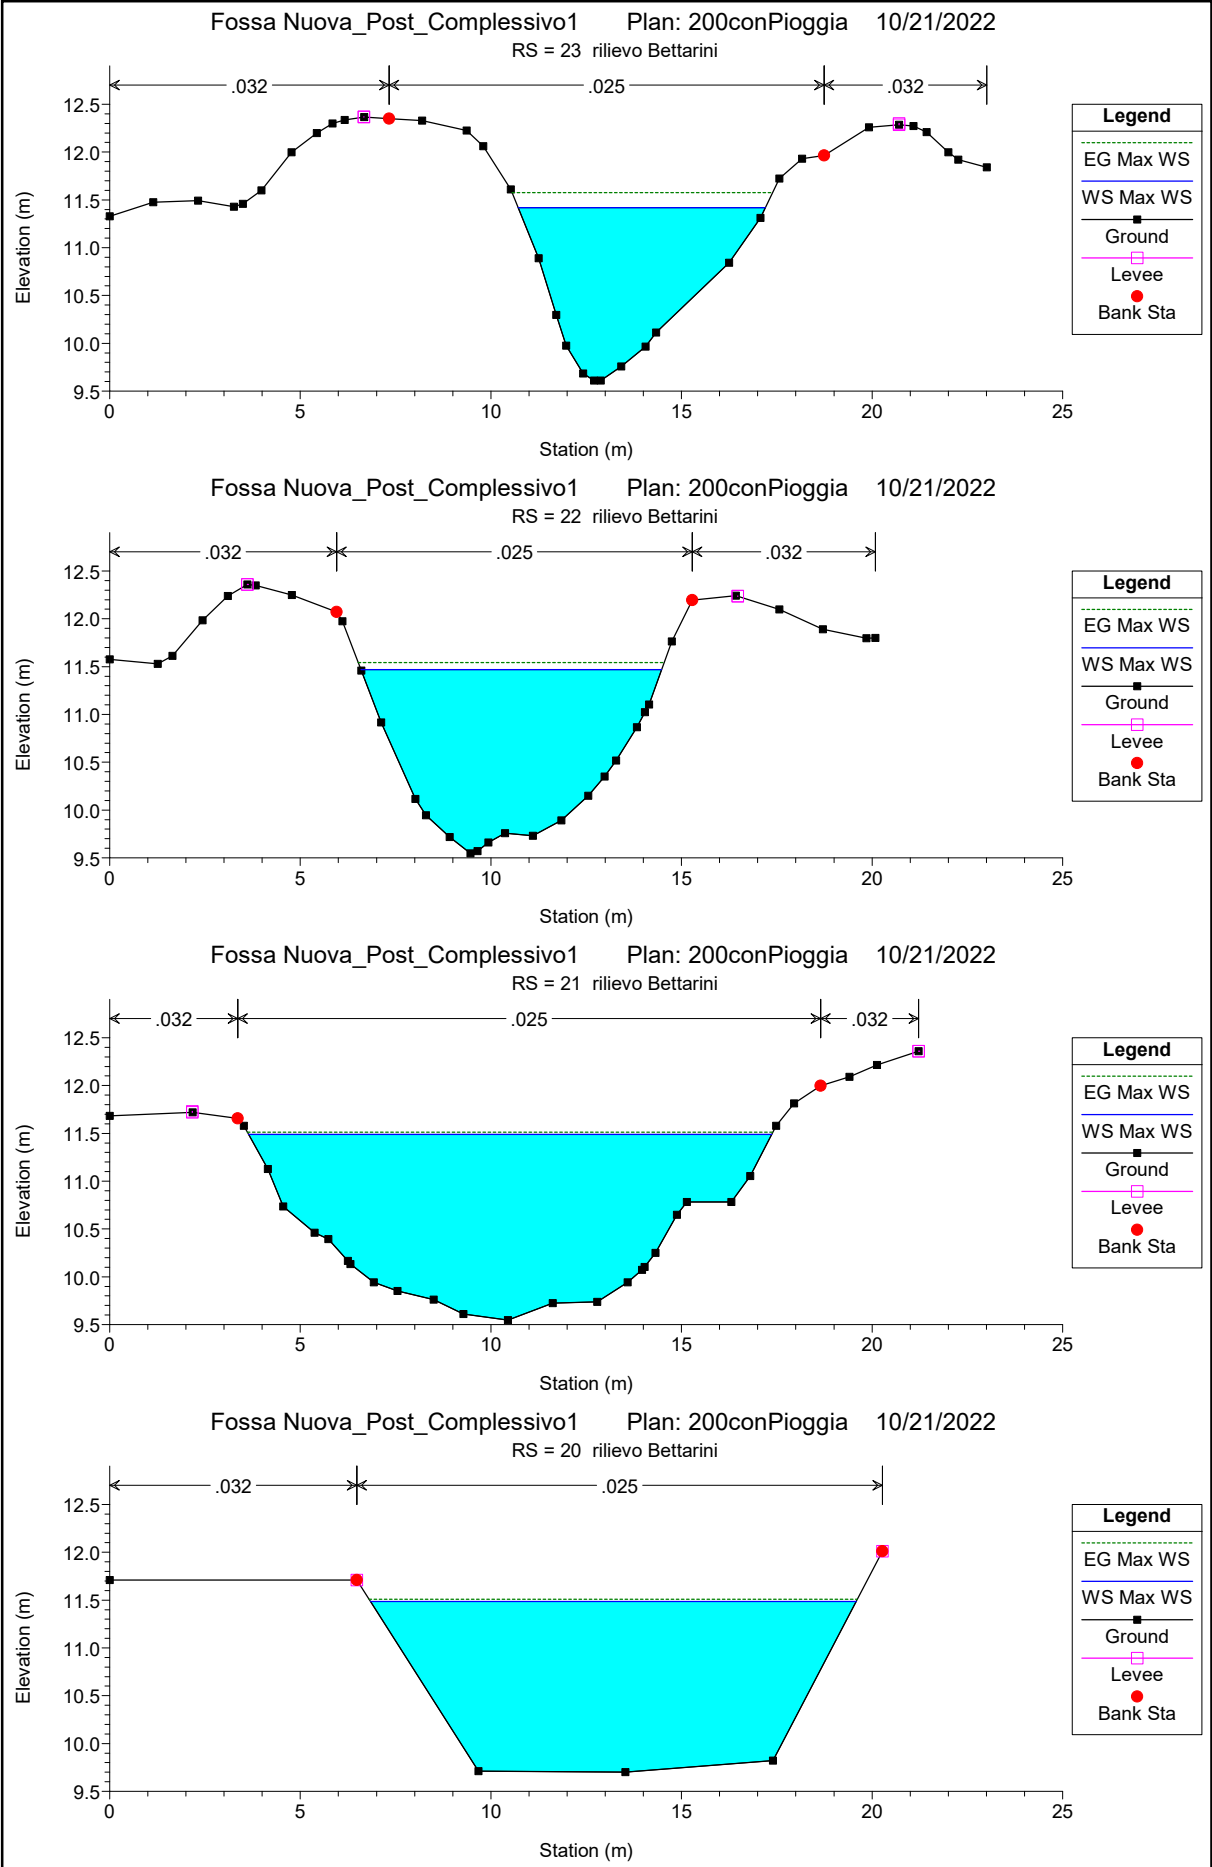 Fossa Nuova_Post_Complessivo1 Plan: 200conPioggia 10/21/2022
RS = 23 rilievo Bettarini
.032 .025 .032
12.5
12.0
11.5
11.0
10.5
10.0
9.5
Elevation (m)
0 5 10 15 20 25
Station (m)
Legend
EG Max WS
WS Max WS
Ground
Levee
Bank Sta
Fossa Nuova_Post_Complessivo1 Plan: 200conPioggia 10/21/2022
RS = 22 rilievo Bettarini
.032 .025 .032
12.5
12.0
11.5
11.0
10.5
10.0
9.5
Elevation (m)
0 5 10 15 20 25
Station (m)
Legend
EG Max WS
WS Max WS
Ground
Levee
Bank Sta
Fossa Nuova_Post_Complessivo1 Plan: 200conPioggia 10/21/2022
RS = 21 rilievo Bettarini
.032 .025 .032
12.5
12.0
11.5
11.0
10.5
10.0
9.5
Elevation (m)
0 5 10 15 20 25
Station (m)
Legend
EG Max WS
WS Max WS
Ground
Levee
Bank Sta
Fossa Nuova_Post_Complessivo1 Plan: 200conPioggia 10/21/2022
RS = 20 rilievo Bettarini
.032 .025
12.5
12.0
11.5
11.0
10.5
10.0
9.5
Elevation (m)
0 5 10 15 20 25
Station (m)
Legend
EG Max WS
WS Max WS
Ground
Levee
Bank Sta